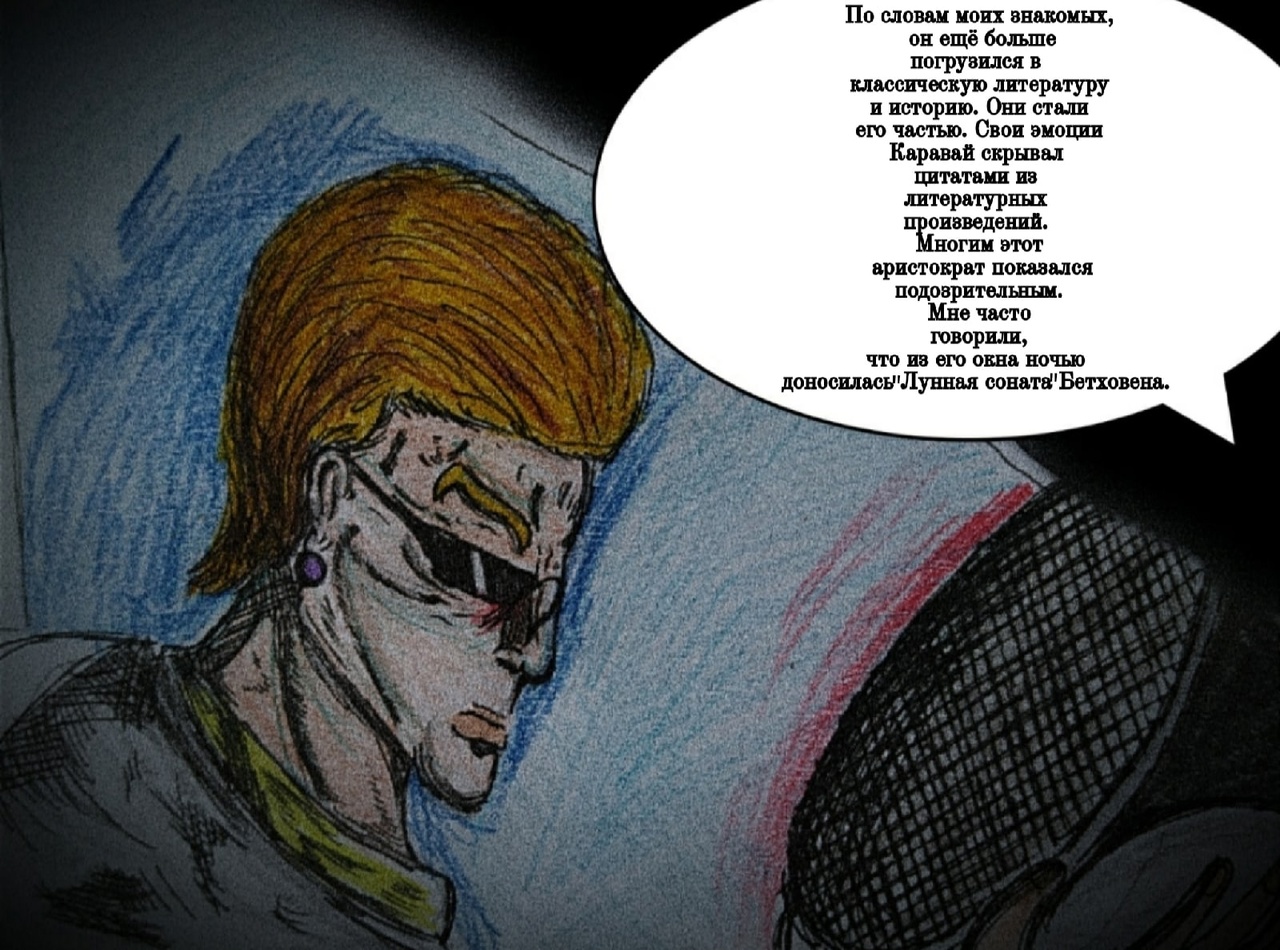 По словам моих знакомых,
он ещё больше
погрузился в
классическую литературу
и историю. Они стали
его частью. Свои эмоции
Каравай скрывал
цитатами из
литературных
произведений.
Многим этот
аристократ показался
подозрительным.
Мне часто
говорили,
что из его окна ночью
доносилась"Лунная соната"Бетховена.